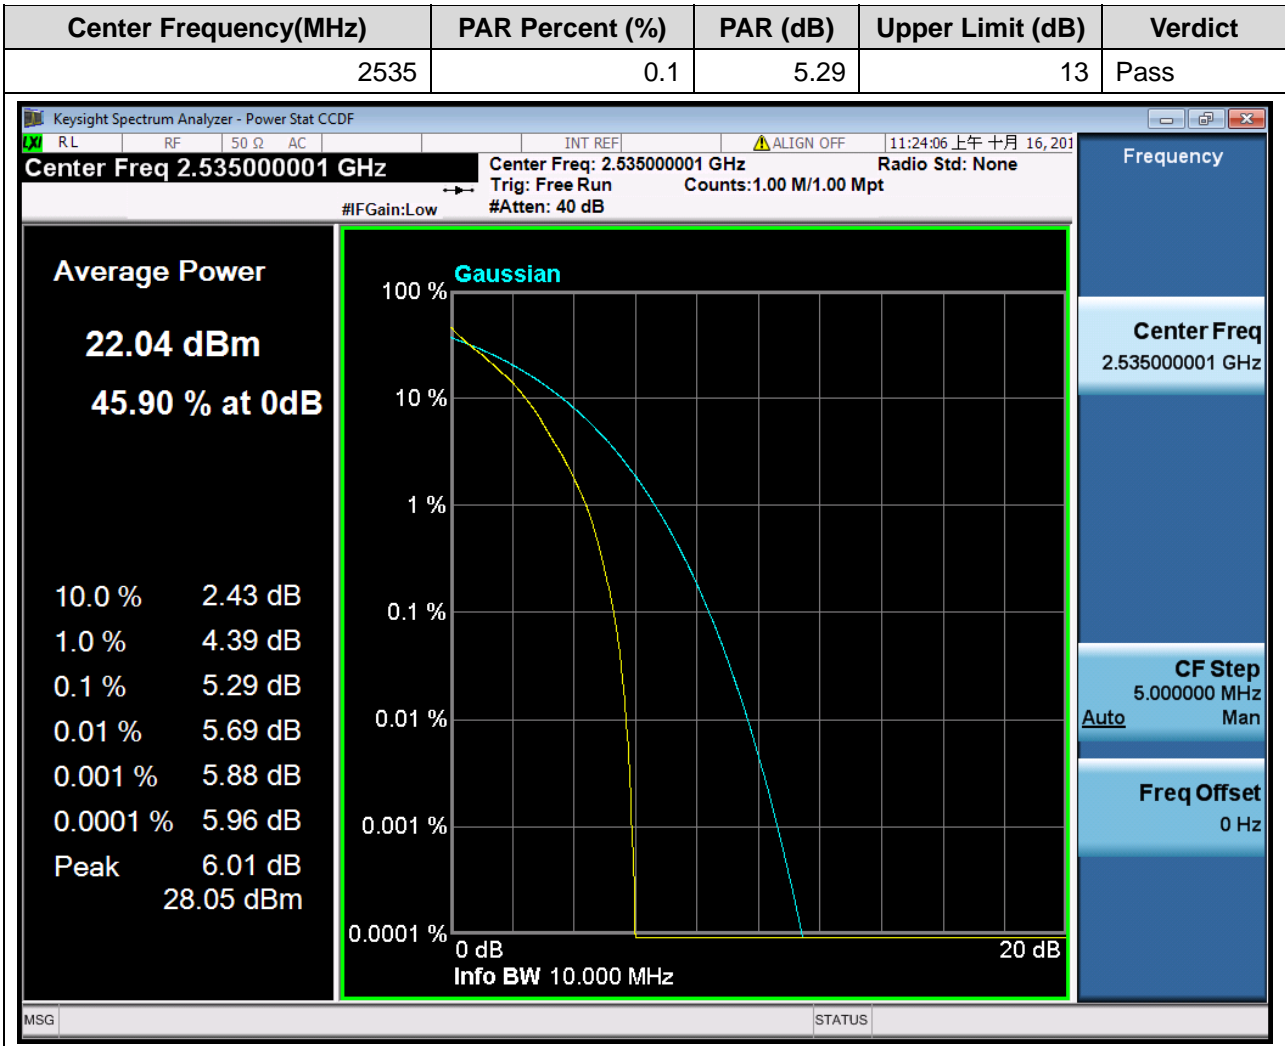 Center Frequency(MHz) PAR Percent (%) PAR (dB) Upper Limit (dB) Verdict
2535 0.1 5.29 13 Pass
Keysight Spectrum Analyzer - Power Stat CCDF
LXI RL RF 50 Ω AC INT REF ALIGN OFF 11:24:06 上午 十月 16, 201
Center Freq 2.535000001 GHz
#IFGain:Low
Center Freq: 2.535000001 GHz Radio Std: None
Trig: Free Run Counts:1.00 M/1.00 Mpt
#Atten: 40 dB
Average Power
22.04 dBm
45.90 % at 0dB
10.0 % 2.43 dB
1.0 % 4.39 dB
0.1 % 5.29 dB
0.01 % 5.69 dB
0.001 % 5.88 dB
0.0001 % 5.96 dB
Peak 6.01 dB
28.05 dBm
Gaussian
100 %
10 %
1 %
0.1 %
0.01 %
0.001 %
0.0001 %
0 dB 20 dB
Info BW 10.000 MHz
Frequency
Center Freq
2.535000001 GHz
CF Step
5.000000 MHz
Auto Man
Freq Offset
0 Hz
MSG STATUS